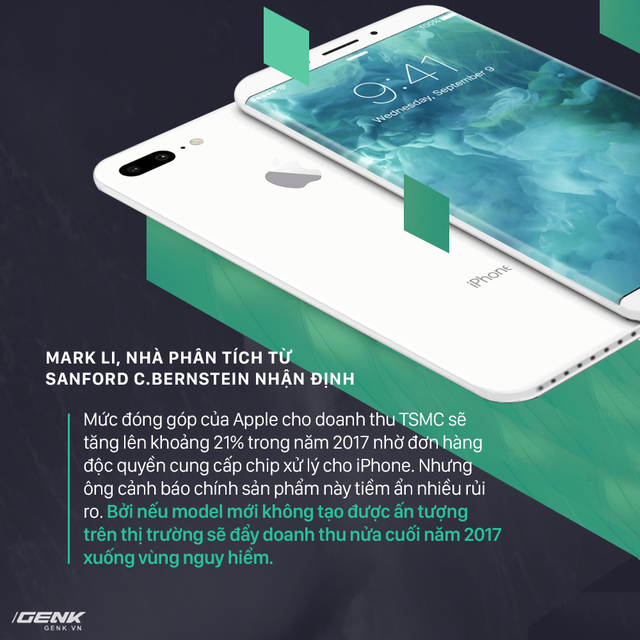 100%
9:41
Wednesday, September 9
iPhone
MARK LI, NHÀ PHÂN TÍCH TỪ
SANFORD C.BERNSTEIN NHẬN ĐỊNH
Mức đóng góp của Apple cho doanh thu TSMC sẽ
tăng lên khoảng 21% trong năm 2017 nhờ đơn hàng
độc quyền cung cấp chip xử lý cho iPhone. Nhưng
ông cảnh báo chính sản phẩm này tiềm ẩn nhiều rủi
ro. Bởi nếu model mới không tạo được ấn tượng
trên thị trường sẽ đẩy doanh thu nửa cuối năm 2017
xuống vùng nguy hiểm.
GENK
GENK.VN